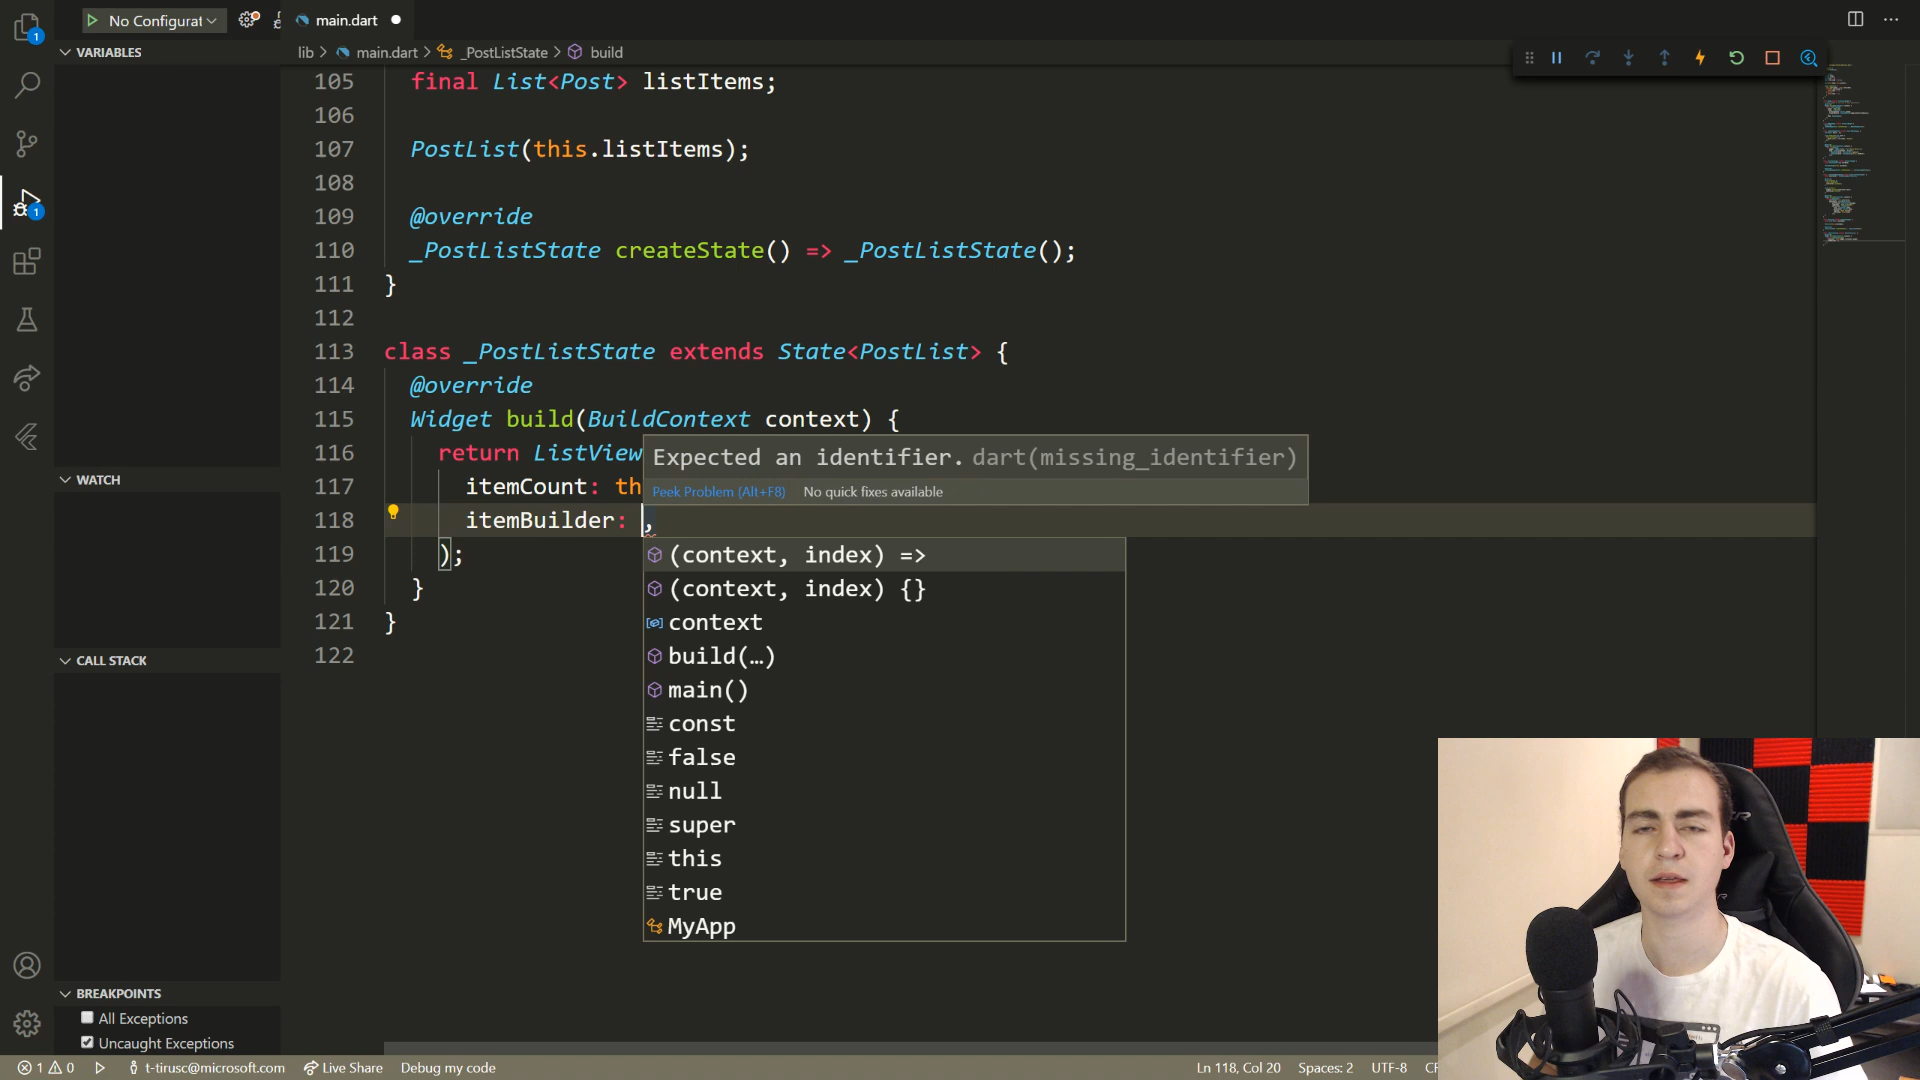 No Configurat
main.dart
VARIABLES
lib > main.dart > _PostListState > build
105 final List<Post> listItems;
106
107 PostList(this.listItems);
108
109 @override
110 _PostListState createState() => _PostListState();
111 }
112
113 class _PostListState extends State<PostList> {
114 @override
115 Widget build(BuildContext context) {
116 return ListView
Expected an identifier. dart(missing_identifier)
WATCH
117 itemCount: th
Peek Problem (Alt+F8) No quick fixes available
118 itemBuilder: ,
119 );
(context, index) =>
120 }
(context, index) {}
121 }
context
122
build(…)
CALL STACK
main()
const
false
null
super
this
true
MyApp
BREAKPOINTS
All Exceptions
Uncaught Exceptions
1 0 t-tirusc@microsoft.com Live Share Debug my code Ln 118, Col 20 Spaces: 2 UTF-8
1
1